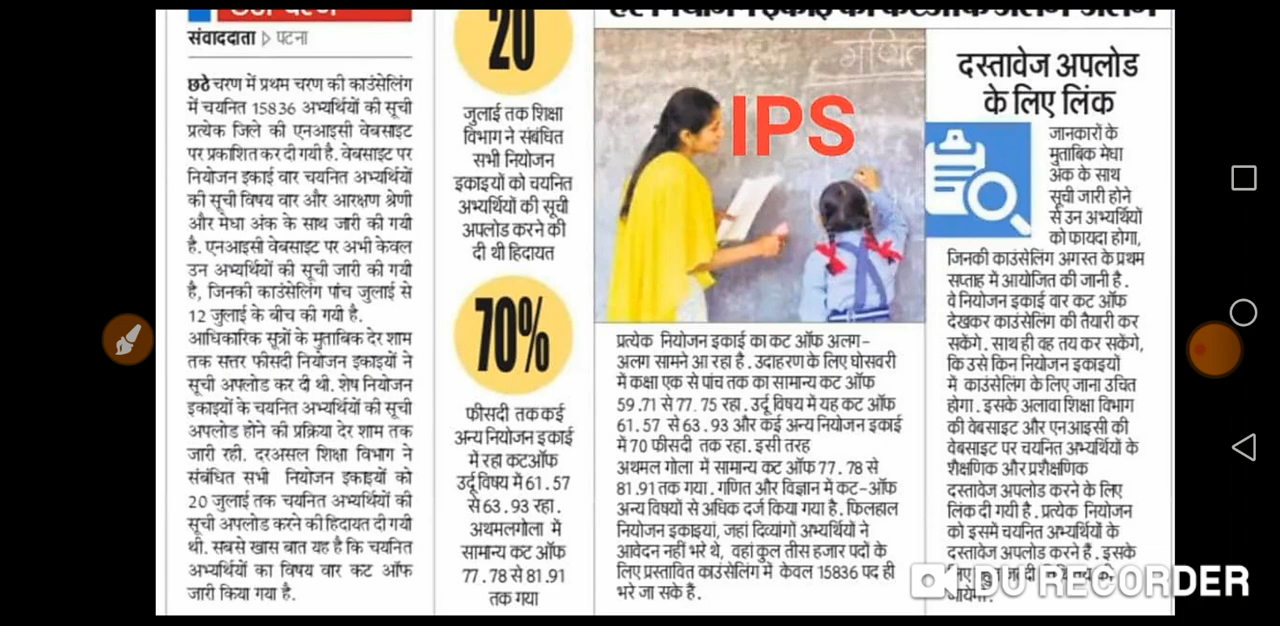 संवाददाता ▷ पटना
छठे चरण में प्रथम चरण की काउंसेलिंग
में चयनित 15836 अभ्यर्थियों की सूची
प्रत्येक जिले की एनआइसी वेबसाइट
पर प्रकाशित कर दी गयी है. वेबसाइट पर
नियोजन इकाई वार चयनित अभ्यर्थियों
की सूची विषय वार और आरक्षण श्रेणी
और मेधा अंक के साथ जारी की गयी
है. एनआइसी वेबसाइट पर अभी केवल
उन अभ्यर्थियों की सूची जारी की गयी
है, जिनकी काउंसेलिंग पांच जुलाई से
12 जुलाई के बीच की गयी है.
आधिकारिक सूत्रों के मुताबिक देर शाम
तक सत्तर फीसदी नियोजन इकाइयों ने
सूची अपलोड कर दी थी. शेष नियोजन
इकाइयों के चयनित अभ्यर्थियों की सूची
अपलोड होने की प्रक्रिया देर शाम तक
जारी रही. दरअसल शिक्षा विभाग ने
संबंधित सभी नियोजन इकाइयों को
20 जुलाई तक चयनित अभ्यर्थियों की
सूची अपलोड करने की हिदायत दी गयी
थी. सबसे खास बात यह है कि चयनित
अभ्यर्थियों का विषय वार कट ऑफ
जारी किया गया है.
20
जुलाई तक शिक्षा
विभाग ने संबंधित
सभी नियोजन
इकाइयों को चयनित
अभ्यर्थियों की सूची
अपलोड करने की
दी थी हिदायत
70%
फीसदी तक कई
अन्य नियोजन इकाई
में रहा कटऑफ
उर्दू विषय में 61.57
से 63.93 रहा.
अथमलगोला में
सामान्य कट ऑफ
77.78 से 81.91
तक गया
हर नियोजन इकाई का कटऑफ अलग-अलग
गणित
IPS
प्रत्येक नियोजन इकाई का कट ऑफ अलग-
अलग सामने आ रहा है. उदाहरण के लिए घोसवरी
में कक्षा एक से पांच तक का सामान्य कट ऑफ
59.71 से 77.75 रहा. उर्दू विषय में यह कट ऑफ
61.57 से 63.93 और कई अन्य नियोजन इकाई
में 70 फीसदी तक रहा. इसी तरह
अथमल गोला में सामान्य कट ऑफ 77.78 से
81.91 तक गया. गणित और विज्ञान में कट-ऑफ
अन्य विषयों से अधिक दर्ज किया गया है. फिलहाल
नियोजन इकाइयां, जहां दिव्यांगों अभ्यर्थियों ने
आवेदन नहीं भरे थे, वहां कुल तीस हजार पदों के
लिए प्रस्तावित काउंसेलिंग में केवल 15836 पद ही
भरे जा सके हैं.
दस्तावेज अपलोड
के लिए लिंक
जानकारों के
मुताबिक मेधा
अंक के साथ
सूची जारी होने
से उन अभ्यर्थियों
को फायदा होगा,
जिनकी काउंसेलिंग अगस्त के प्रथम
सप्ताह में आयोजित की जानी है.
वे नियोजन इकाई वार कट ऑफ
देखकर काउंसेलिंग की तैयारी कर
सकेंगे. साथ ही वह तय कर सकेंगे,
कि उसे किन नियोजन इकाइयों
में काउंसेलिंग के लिए जाना उचित
होगा. इसके अलावा शिक्षा विभाग
की वेबसाइट और एनआइसी की
वेबसाइट पर चयनित अभ्यर्थियों के
शैक्षणिक और प्रशैक्षणिक
दस्तावेज अपलोड करने के लिए
लिंक दी गयी है. प्रत्येक नियोजन
को इसमें चयनित अभ्यर्थियों के
दस्तावेज अपलोड करने हैं. इसके
लिए
जायेगी.
DU RECORDER